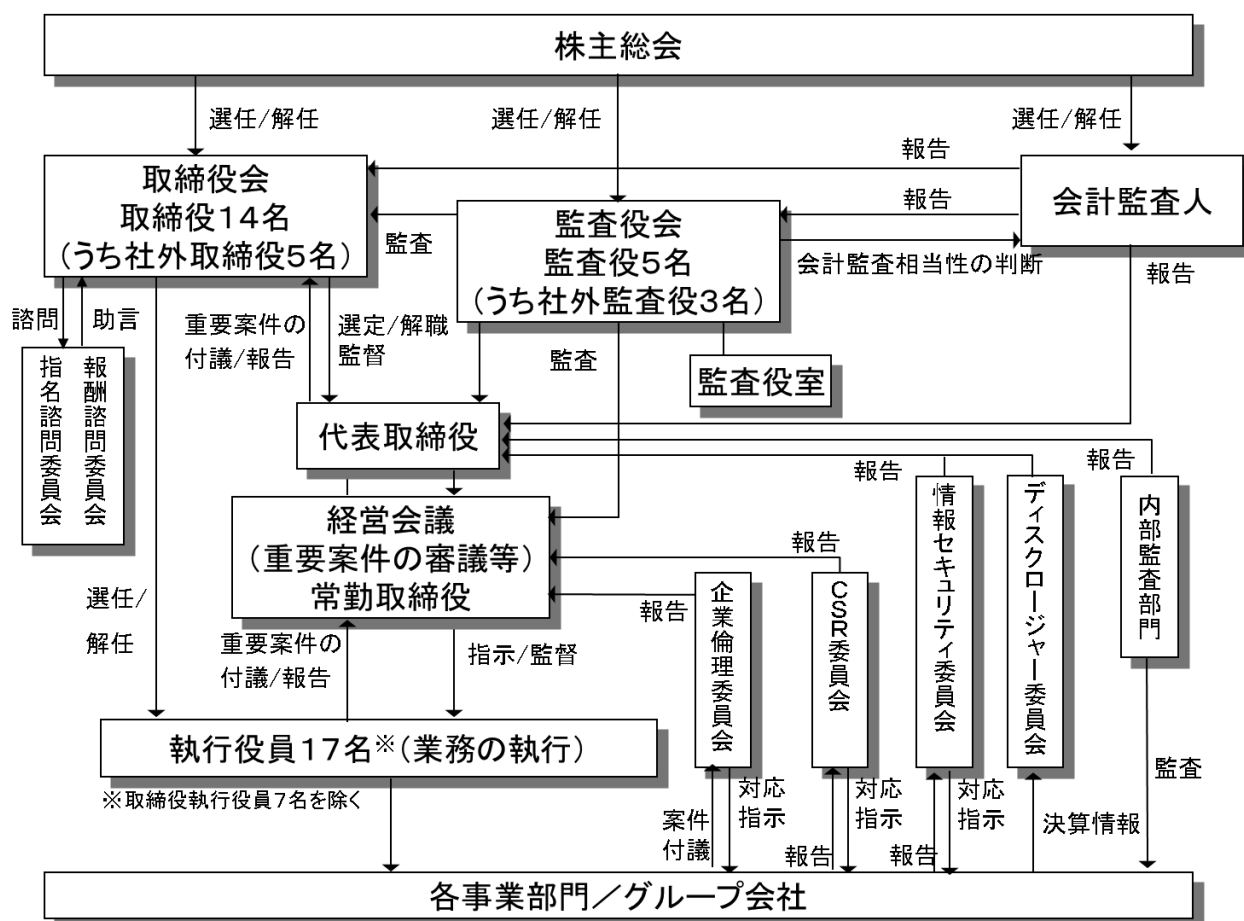 株主総会
選任/解任
選任/解任
選任/解任
取締役会
取締役14名
(うち社外取締役5名)
監査役会
監査役5名
(うち社外監査役3名)
会計監査人
報告
報告
監査
会計監査相当性の判断
報告
諮問
助言
重要案件の
付議/報告
選定/解職
監督
監査
監査役室
指名諮問委員会
報酬諮問委員会
代表取締役
報告
報告
経営会議
(重要案件の審議等)
常勤取締役
報告
報告
企業倫理委員会
CSR委員会
情報セキュリティ委員会
ディスクロージャー委員会
内部監査部門
選任/
解任
重要案件の
付議/報告
指示/監督
執行役員17名※(業務の執行)
※取締役執行役員7名を除く
案件
付議
対応
指示
報告
対応
指示
報告
対応
指示
決算情報
監査
各事業部門/グループ会社